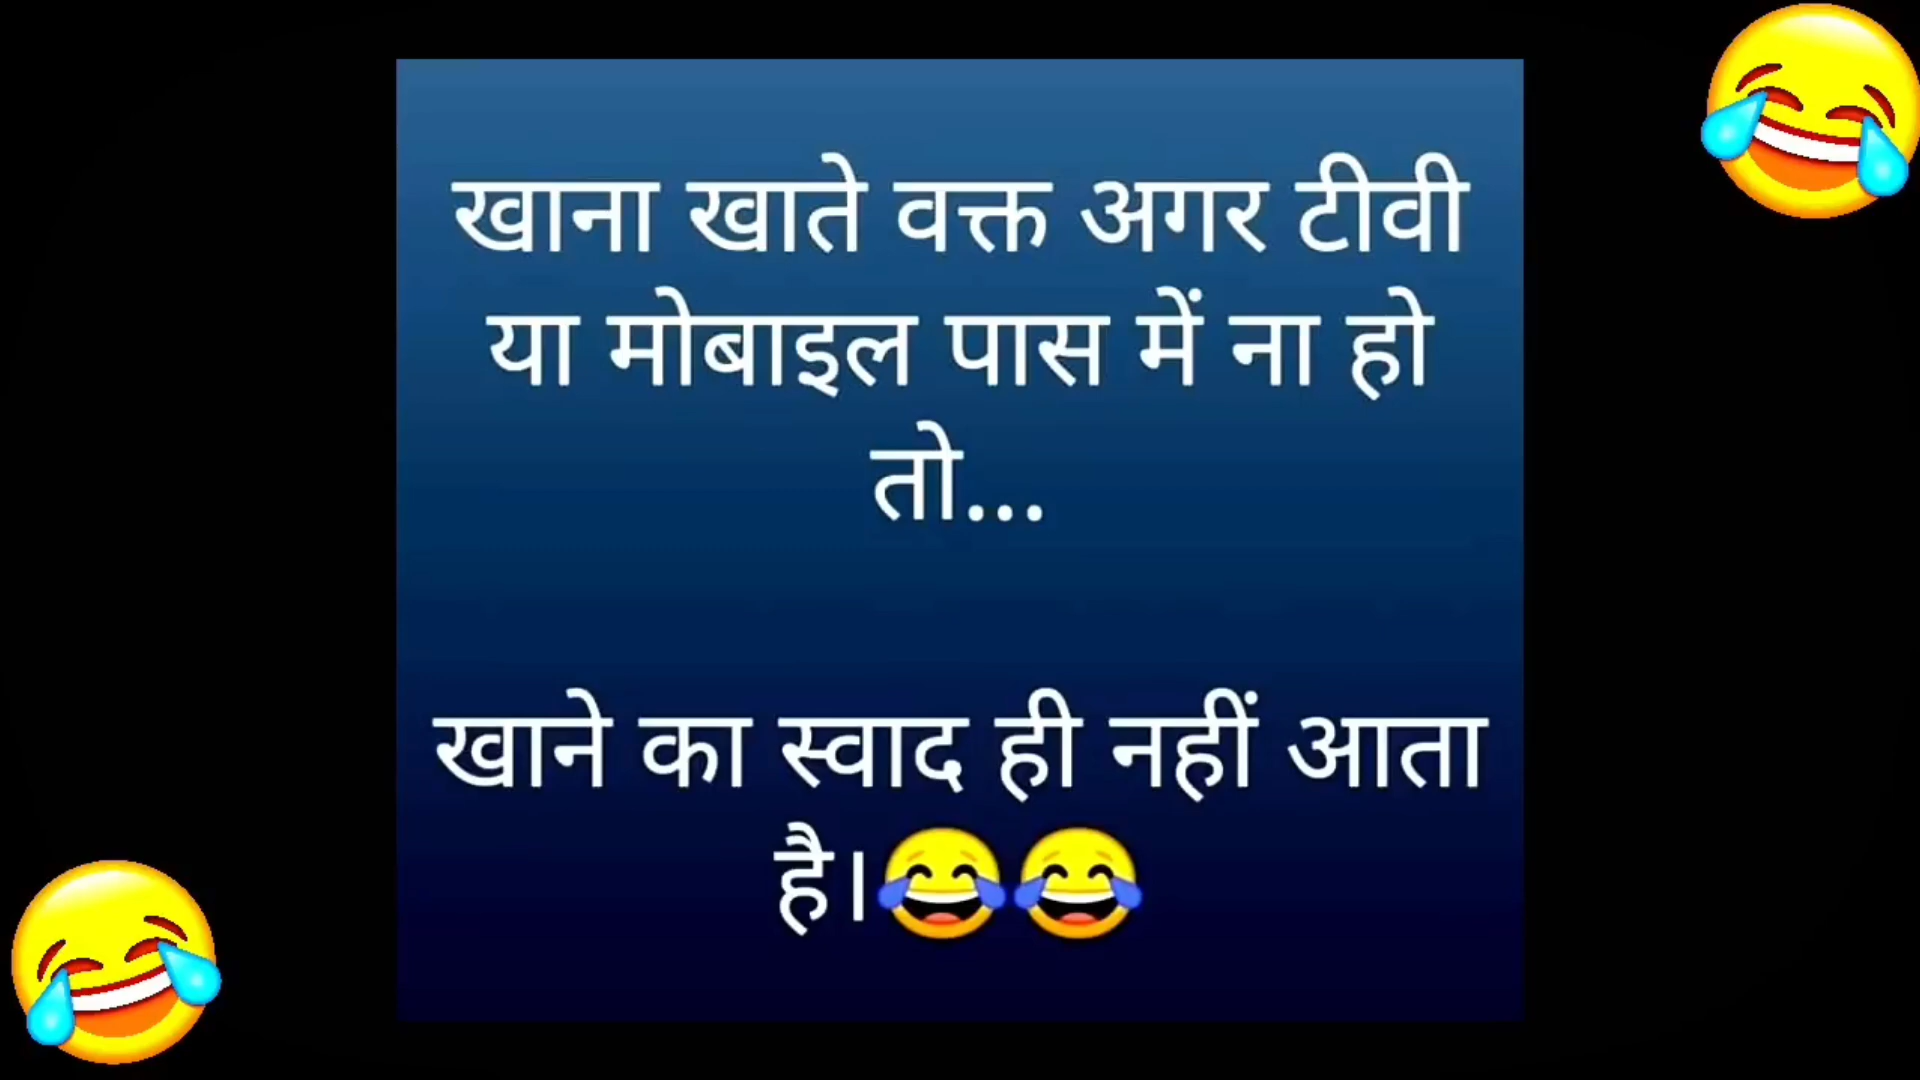 खाना खाते वक्त अगर टीवी
या मोबाइल पास में ना हो
तो...
खाने का स्वाद ही नहीं आता
है।😂😂